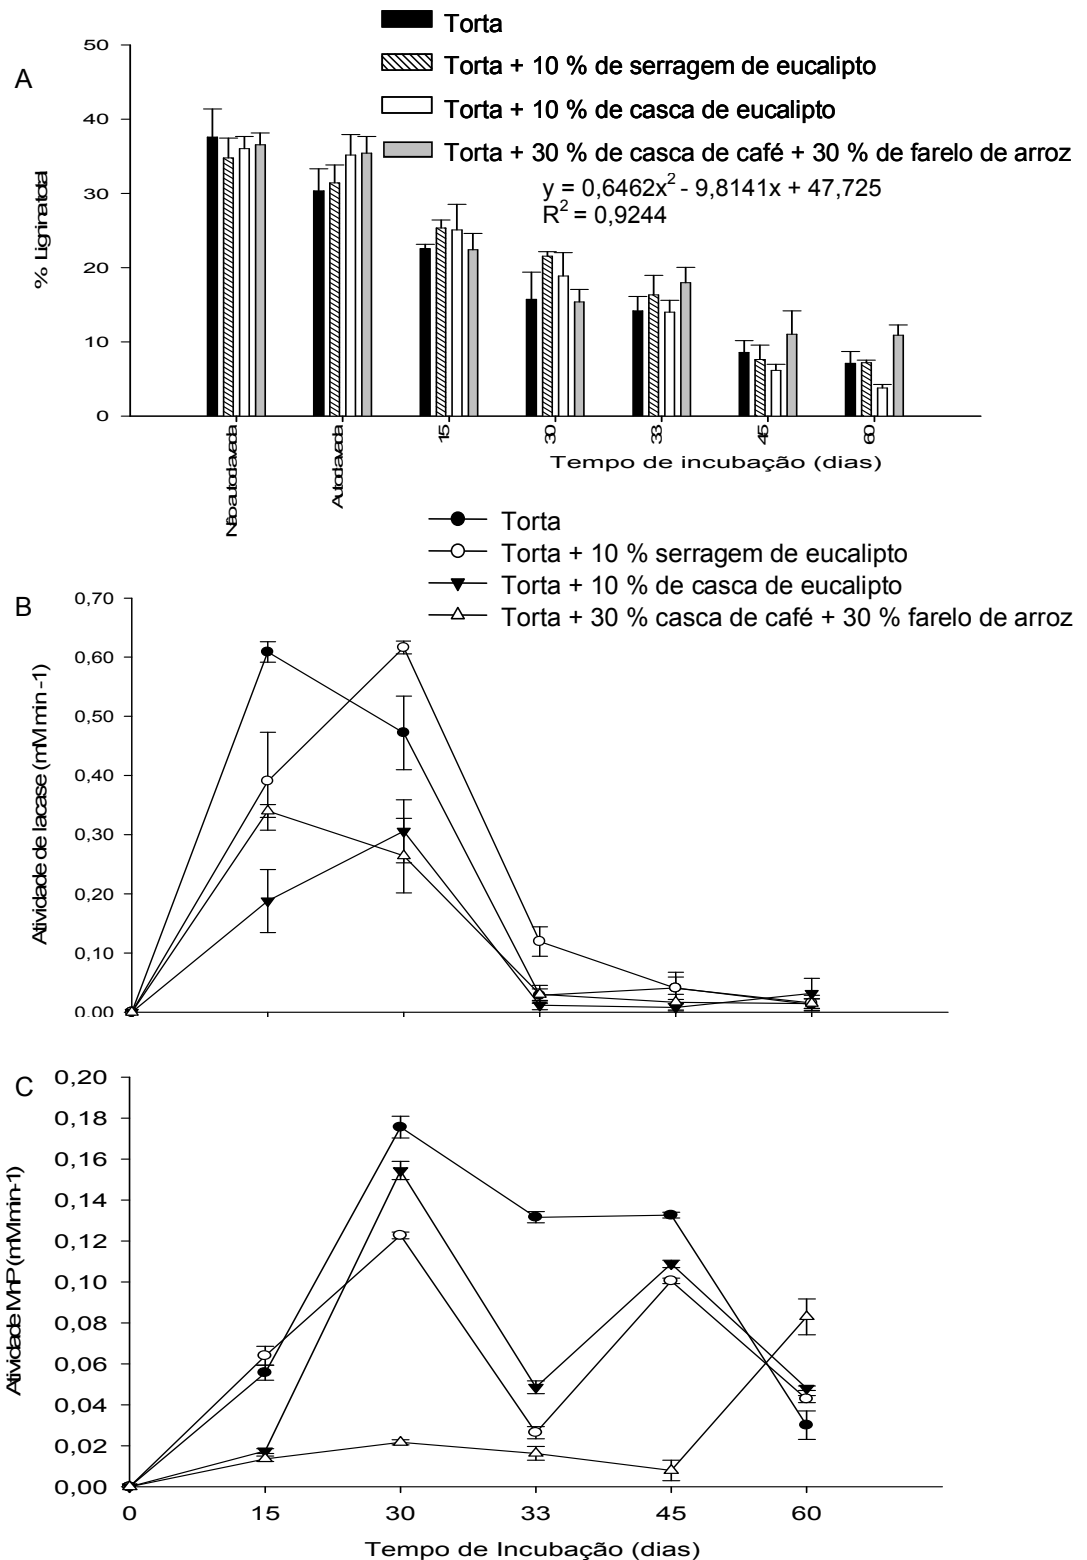 Torta
Torta + 10 % de serragem de eucalipto
Torta + 10 % de casca de eucalipto
Torta + 30 % de casca de café + 30 % de farelo de arroz
y = 0,6462x² - 9,8141x + 47,725
R² = 0,9244
A
% Lignina total
50
40
30
20
10
0
Não autoclavada
Autoclavada
15
30
33
45
60
Tempo de incubação (dias)
Torta
Torta + 10 % serragem de eucalipto
Torta + 10 % de casca de eucalipto
Torta + 30 % casca de café + 30 % farelo de arroz
B
Atividade de lacase (mM min -1)
0,70
0,60
0,50
0,40
0,30
0,20
0,10
0,00
C
Atividade MnP (mM min-1)
0,20
0,18
0,16
0,14
0,12
0,10
0,08
0,06
0,04
0,02
0,00
0 15 30 33 45 60
Tempo de Incubação (dias)